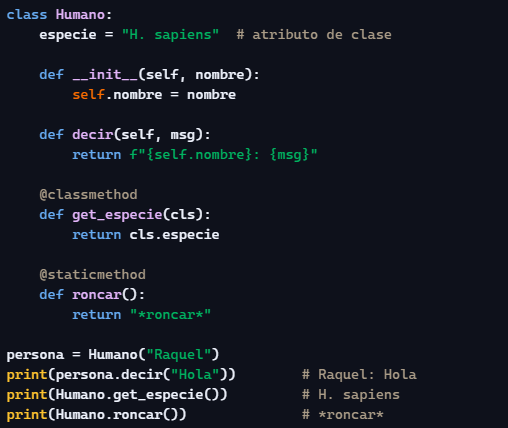 class Humano:
    especie = "H. sapiens"  # atributo de clase

    def __init__(self, nombre):
        self.nombre = nombre

    def decir(self, msg):
        return f"{self.nombre}: {msg}"

    @classmethod
    def get_especie(cls):
        return cls.especie

    @staticmethod
    def roncar():
        return "*roncar*"

persona = Humano("Raquel")
print(persona.decir("Hola"))        # Raquel: Hola
print(Humano.get_especie())         # H. sapiens
print(Humano.roncar())              # *roncar*